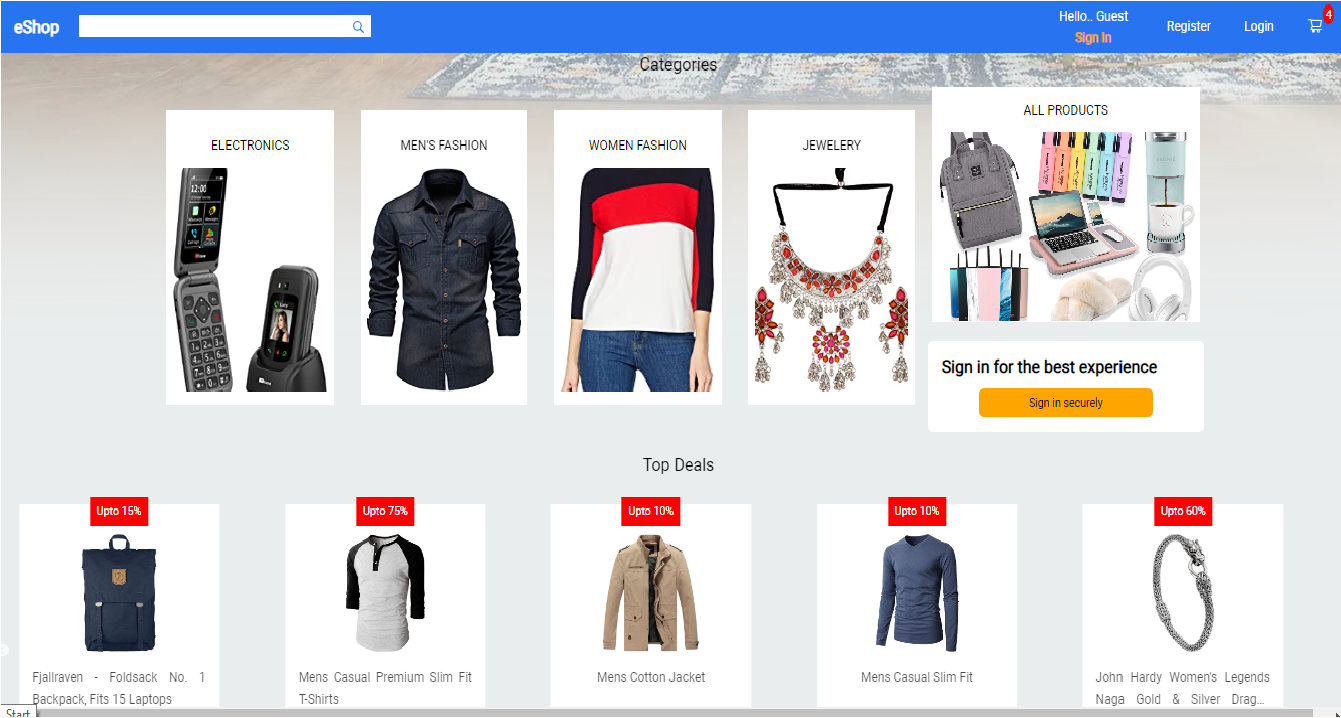 eShop
Hello.. Guest
Sign In
Register
Login
4
Categories
ELECTRONICS
MEN'S FASHION
WOMEN FASHION
JEWELERY
ALL PRODUCTS
12:00
Sign in for the best experience
Sign in securely
Top Deals
Upto 15%
Upto 75%
Upto 10%
Upto 10%
Upto 60%
Fjallraven - Foldsack No. 1
Backpack, Fits 15 Laptops
Mens Casual Premium Slim Fit
T-Shirts
Mens Cotton Jacket
Mens Casual Slim Fit
John Hardy Women's Legends
Naga Gold & Silver Drag...
Start